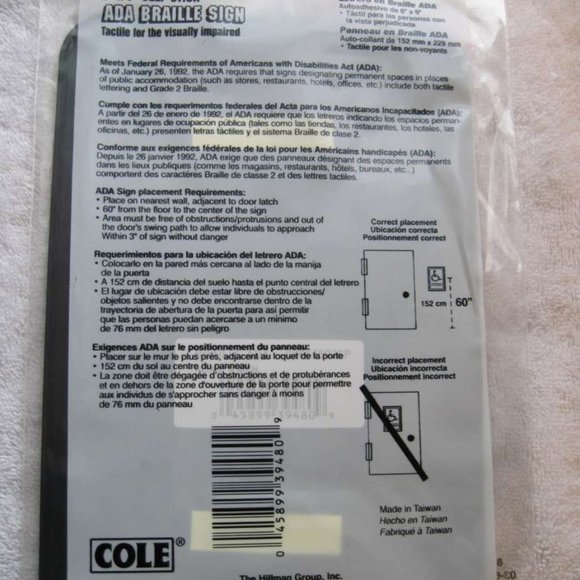 ADA BRAILLE SIGN
Tactile for the visually impaired
en Braille ADA
Autoadhesivo de 6" x 9"
• Táctil para las personas con
la vista perjudicada
Panneau en Braille ADA
Auto-collant de 152 mm x 229 mm
• Tactile pour les non-voyants
Meets Federal Requirements of Americans with Disabilities Act (ADA):
As of January 26, 1992, the ADA requires that signs designating permanent spaces in places
of public accommodation (such as stores, restaurants, hotels, offices, etc.) include both tactile
lettering and Grade 2 Braille.
Cumple con los requerimentos federales del Acta para los Americanos Incapacitados (ADA):
A partir del 26 de enero de 1992, el ADA requiere que los letreros indicando los espacios perman-
entes en lugares de ocupación pública (tales como las tiendas, los restaurantes, los hoteles, las
oficinas, etc.) presenten letras táctiles y el sistema Braille de clase 2.
Conforme aux exigences fédérales de la loi pour les Américains handicapés (ADA):
Depuis le 26 janvier 1992, ADA exige que des panneaux désignant des espaces permanents
dans les lieux publiques (comme les magasins, restaurants, hôtels, bureaux, etc...)
comportent des caractères Braille de classe 2 et des lettres tactiles.
ADA Sign placement Requirements:
• Place on nearest wall, adjacent to door latch
• 60" from the floor to the center of the sign
• Area must be free of obstructions/protrusions and out of
the door's swing path to allow individuals to approach
Within 3" of sign without danger
Correct placement
Ubicación correcta
Positionnement correct
152 cm
60"
Requerimientos para la ubicación del letrero ADA:
• Colocarlo en la pared más cercana al lado de la manija
de la puerta
• A 152 cm de distancia del suelo hasta el punto central del letrero
• El lugar de ubicación debe estar libre de obstrucciones/
objetos salientes y no debe encontrarse dentro de la
trayectoria de abertura de la puerta para asi permitir
que las personas puedan acercarse a un mínimo
de 76 mm del letrero sin peligro
Exigences ADA sur le positionnement du panneau:
• Placer sur le mur le plus près, adjacent au loquet de la porte
• 152 cm du sol au centre du panneau
• La zone doit être dégagée d'obstructions et de protubérances
et en dehors de la zone d'ouverture de la porte pour permettre
aux individus de s'approcher sans danger à moins
de 76 mm du panneau
Incorrect placement
Ubicación incorrecta
Positionnement incorrect
0 45899 39480 9
0 45899 39480 9
Made in Taiwan
Hecho en Taiwan
Fabriqué à Taiwan
COLE®
The Hillman Group, Inc.